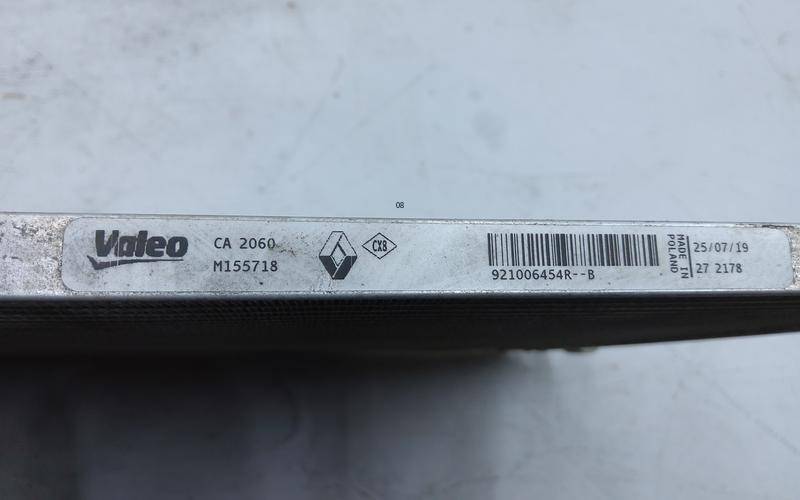 08
Valeo
CA 2060
M155718
CX8
921006454R--B
MADE IN
POLAND
25/07/19
27 2178